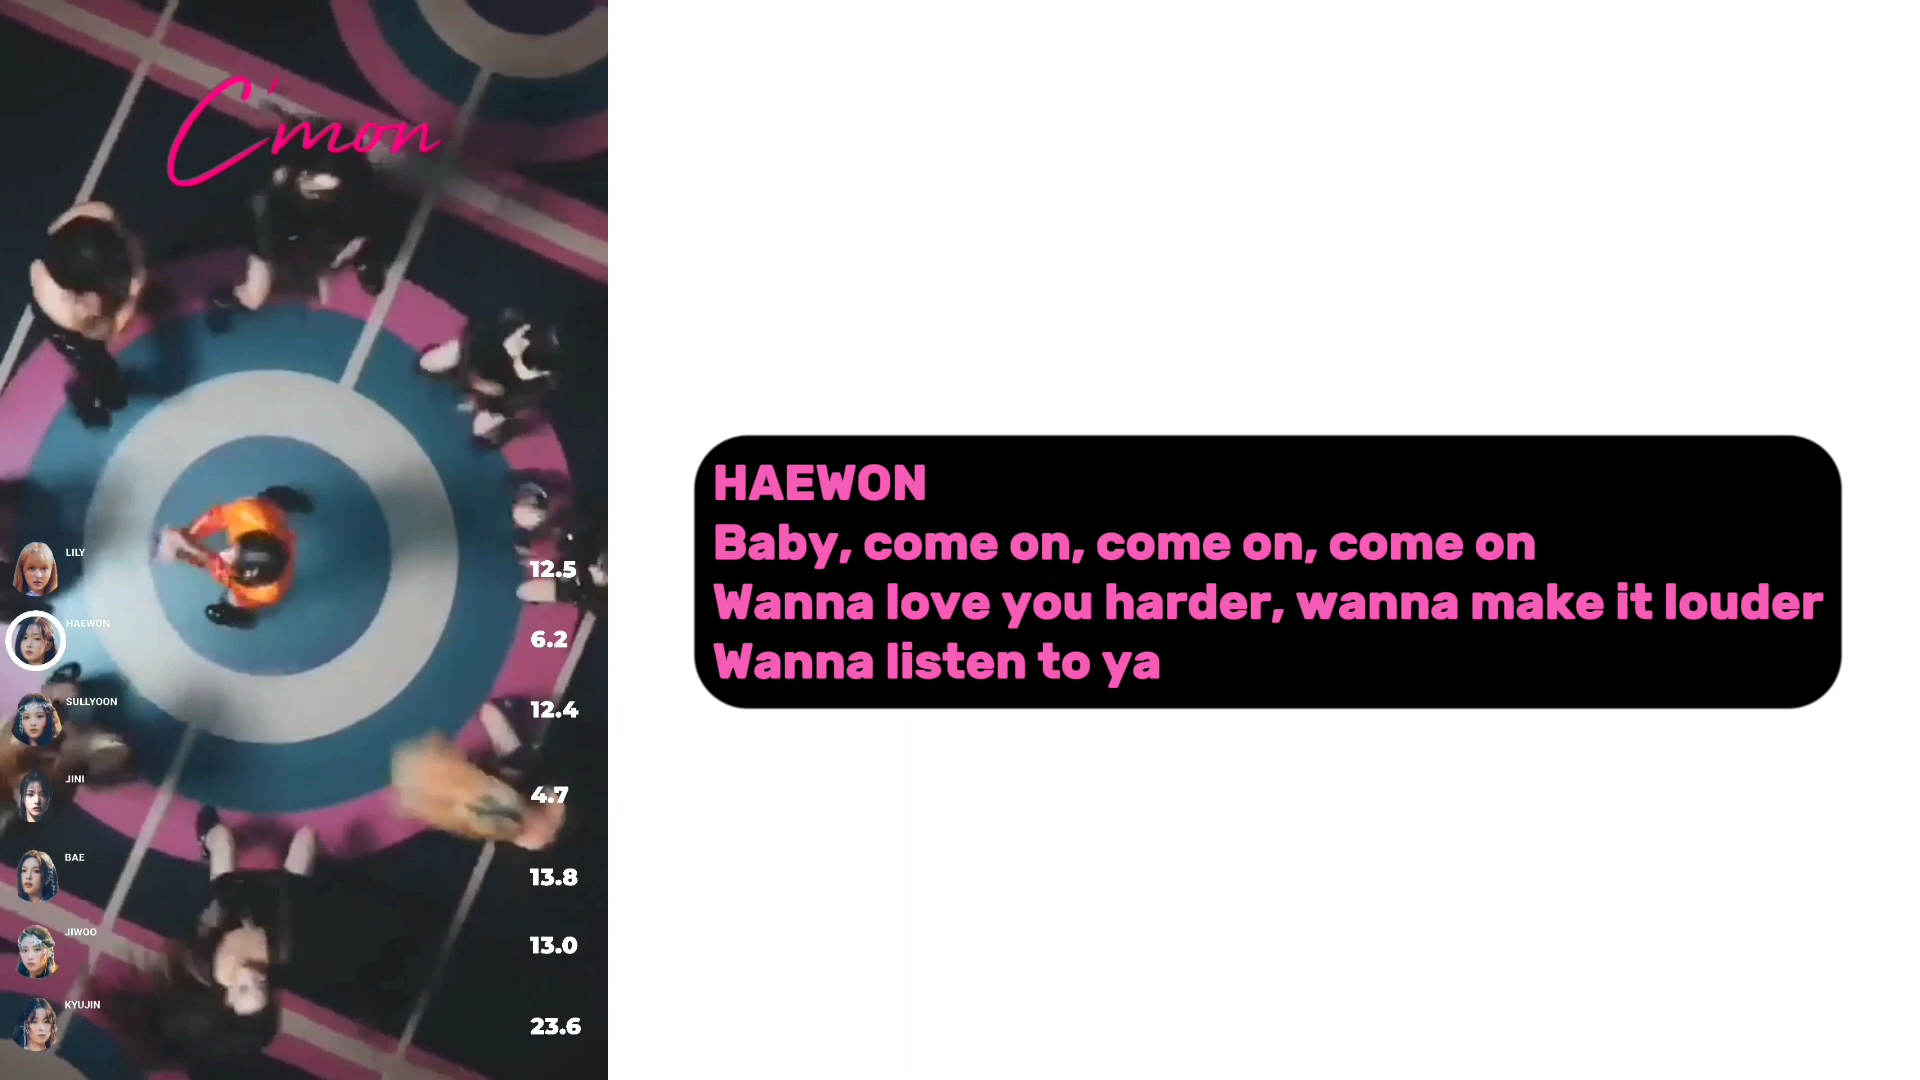 C'mon
LILY
12.5
HAEWON
6.2
SULLYOON
12.4
JINI
4.7
BAE
13.8
JIWOO
13.0
KYUJIN
23.6
HAEWON
Baby, come on, come on, come on
Wanna love you harder, wanna make it louder
Wanna listen to ya